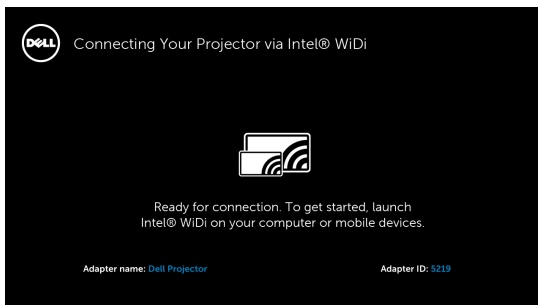 DELL
Connecting Your Projector via Intel® WiDi
Ready for connection. To get started, launch
Intel® WiDi on your computer or mobile devices.
Adapter name: Dell Projector Adapter ID: 5219